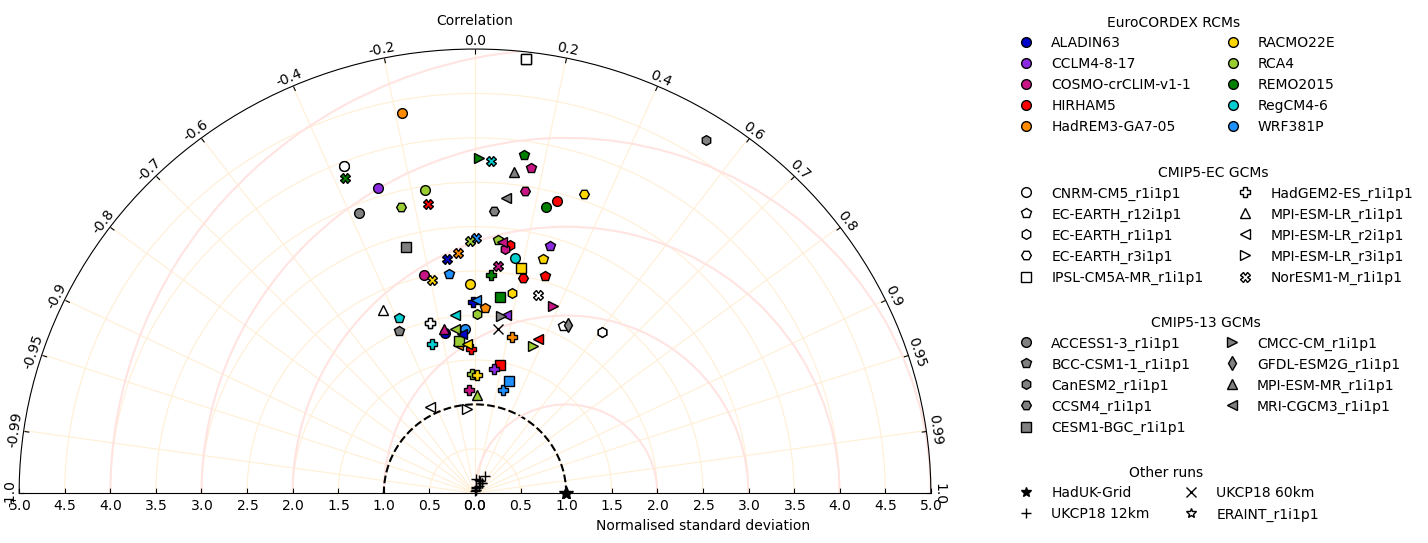 Correlation
0.0
-0.2
0.2
-0.4
0.4
-0.6
0.6
-0.7
0.7
-0.8
0.8
-0.9
0.9
-0.95
0.95
-0.99
0.99
-1.0
1.0
5.0 4.5 4.0 3.5 3.0 2.5 2.0 1.5 1.0 0.5 0.0 0.5 1.0 1.5 2.0 2.5 3.0 3.5 4.0 4.5 5.0
Normalised standard deviation
EuroCORDEX RCMs
ALADIN63 RACMO22E
CCLM4-8-17 RCA4
COSMO-crCLIM-v1-1 REMO2015
HIRHAM5 RegCM4-6
HadREM3-GA7-05 WRF381P
CMIP5-EC GCMs
CNRM-CM5_r1i1p1 HadGEM2-ES_r1i1p1
EC-EARTH_r12i1p1 MPI-ESM-LR_r1i1p1
EC-EARTH_r1i1p1 MPI-ESM-LR_r2i1p1
EC-EARTH_r3i1p1 MPI-ESM-LR_r3i1p1
IPSL-CM5A-MR_r1i1p1 NorESM1-M_r1i1p1
CMIP5-13 GCMs
ACCESS1-3_r1i1p1 CMCC-CM_r1i1p1
BCC-CSM1-1_r1i1p1 GFDL-ESM2G_r1i1p1
CanESM2_r1i1p1 MPI-ESM-MR_r1i1p1
CCSM4_r1i1p1 MRI-CGCM3_r1i1p1
CESM1-BGC_r1i1p1
Other runs
HadUK-Grid UKCP18 60km
UKCP18 12km ERAINT_r1i1p1